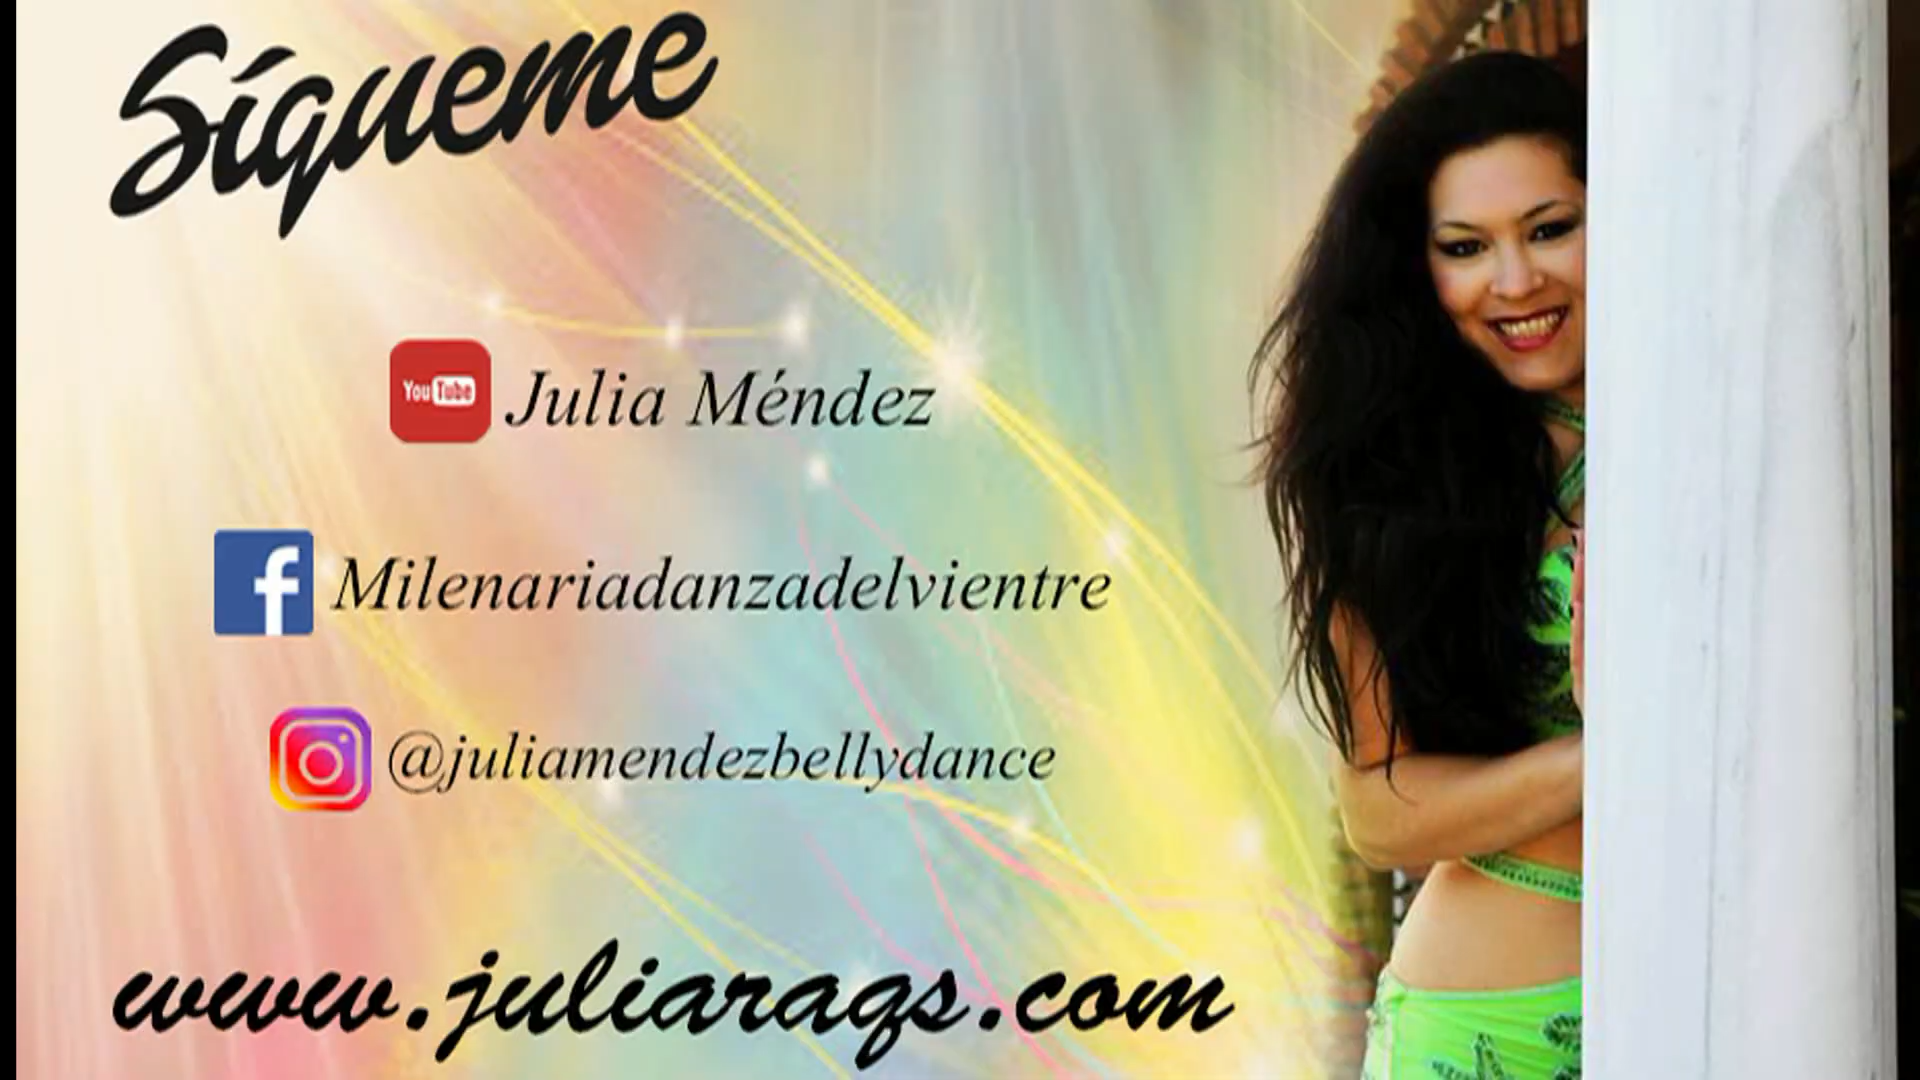 Sígueme
YouTube Julia Méndez
f Milenariadanzadelvientre
@juliamendezbellydance
www.juliaraqs.com